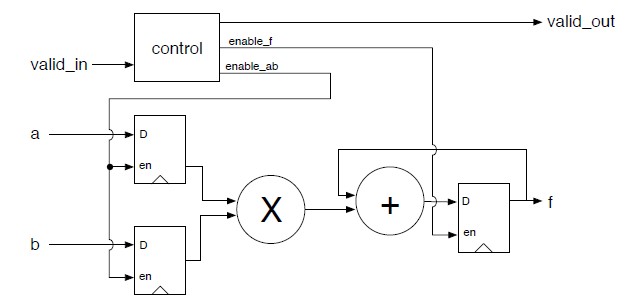 valid_out
control
enable_f
valid_in
enable_ab
a
D
en
X
+
D
f
en
b
D
en